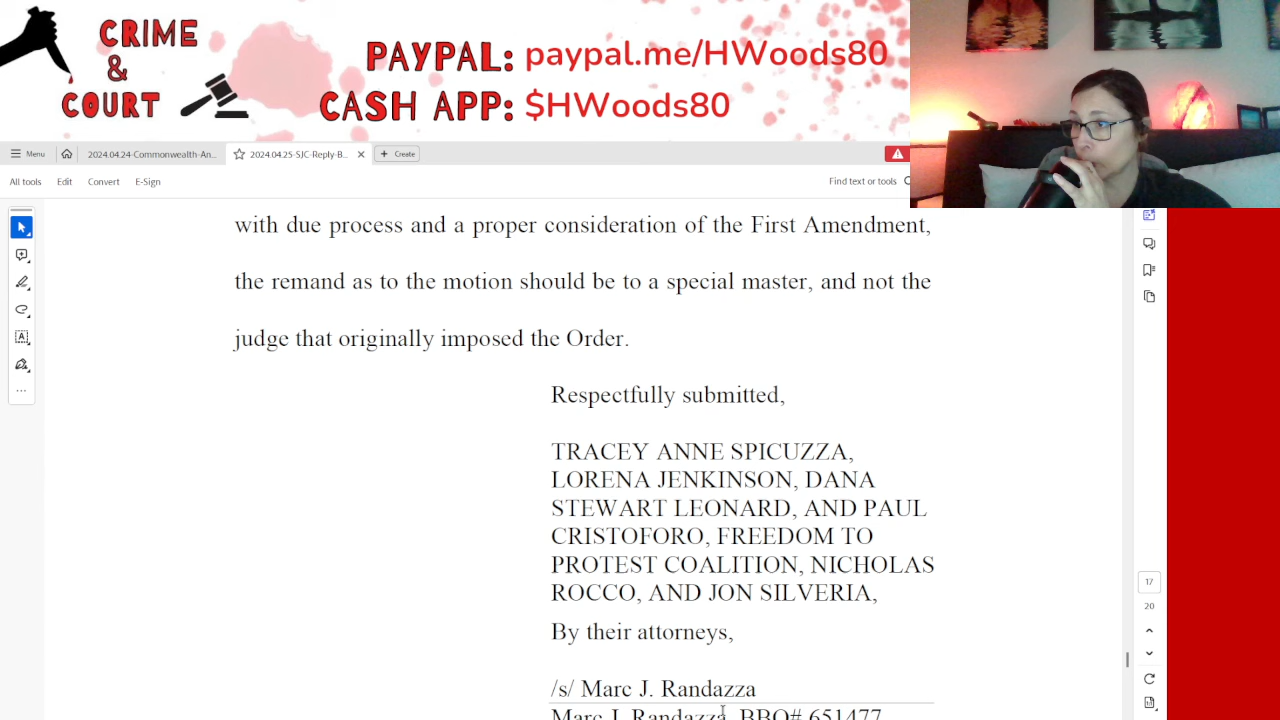 CRIME
&
COURT
PAYPAL: paypal.me/HWoods80
CASH APP: $HWoods80
Menu
2024.04.24-Commonwealth-An...
2024.04.25-SJC-Reply-B...
Create
All tools
Edit
Convert
E-Sign
Find text or tools
with due process and a proper consideration of the First Amendment,
the remand as to the motion should be to a special master, and not the
judge that originally imposed the Order.
Respectfully submitted,
TRACEY ANNE SPICUZZA,
LORENA JENKINSON, DANA
STEWART LEONARD, AND PAUL
CRISTOFORO, FREEDOM TO
PROTEST COALITION, NICHOLAS
ROCCO, AND JON SILVERIA,
By their attorneys,
/s/ Marc J. Randazza
Marc J. Randazza, BBO# 651477
17
20